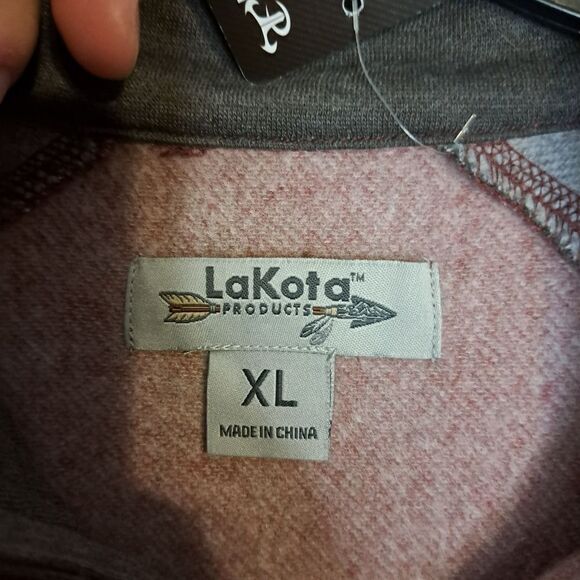 LaKota™
PRODUCTS
XL
MADE IN CHINA